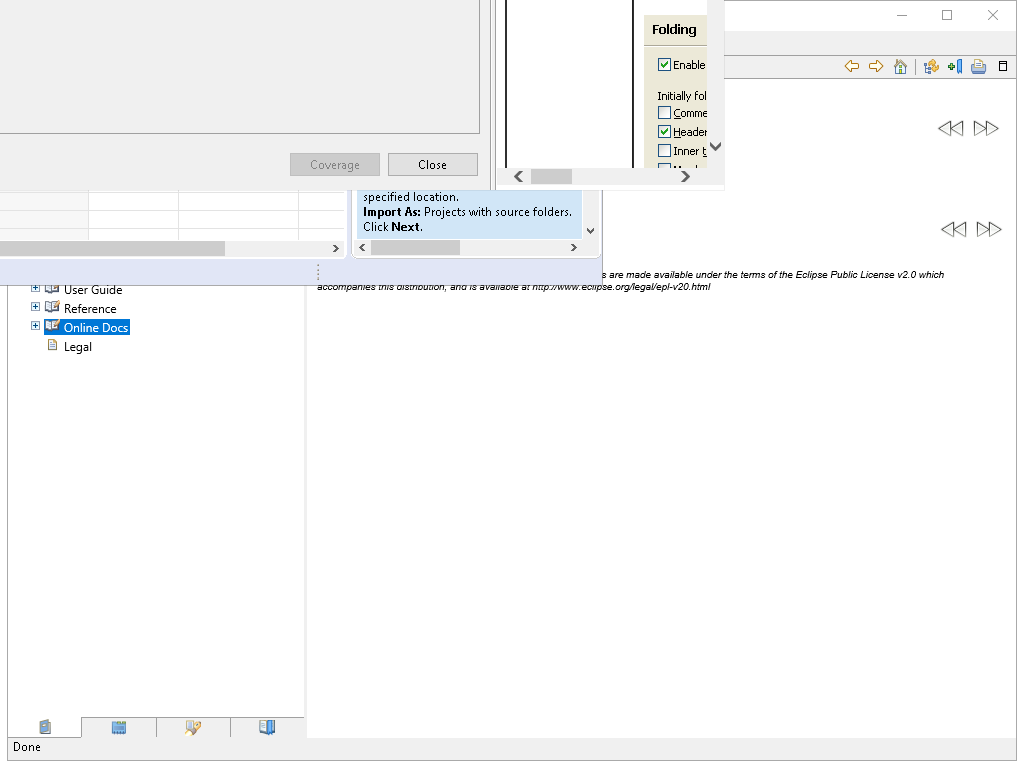 Folding
Enable
Initially fol
Comme
Header
Inner t
Coverage
Close
specified location.
Import As: Projects with source folders.
Click Next.
s are made available under the terms of the Eclipse Public License v2.0 which
accompanies this distribution, and is available at http://www.eclipse.org/legal/epl-v20.html
User Guide
Reference
Online Docs
Legal
Done